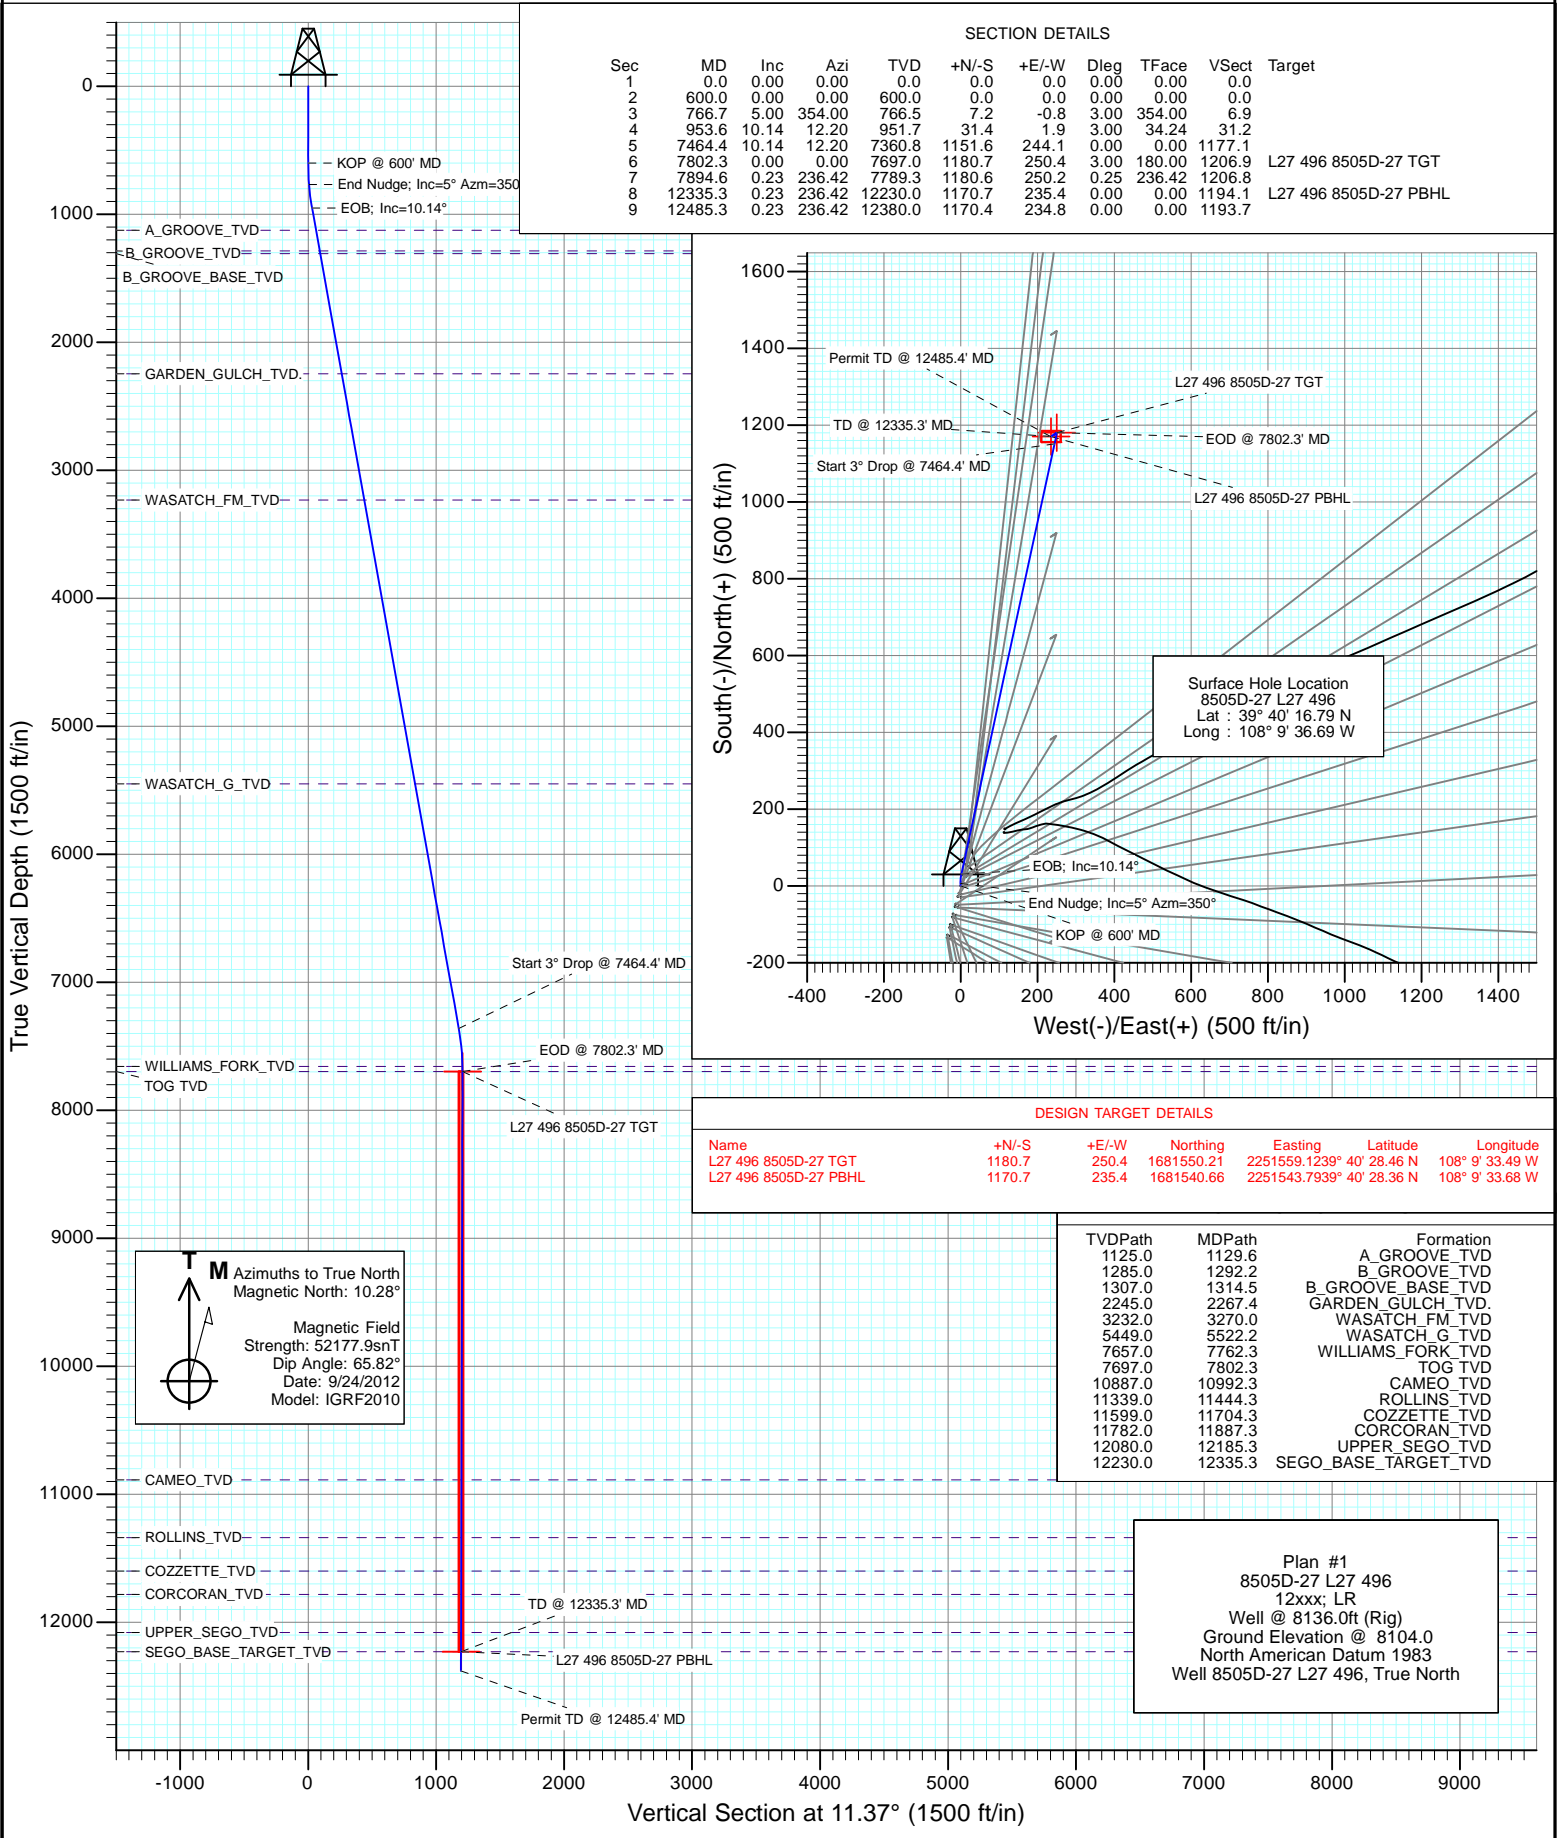 SECTION DETAILS
Sec MD Inc Azi TVD +N/-S +E/-W Dleg TFace VSect Target
1 0.0 0.00 0.00 0.0 0.0 0.0 0.00 0.00 0.0
2 600.0 0.00 0.00 600.0 0.0 0.0 0.00 0.00 0.0
3 766.7 5.00 354.00 766.5 7.2 -0.8 3.00 354.00 6.9
4 953.6 10.14 12.20 951.7 31.4 1.9 3.00 34.24 31.2
5 7464.4 10.14 12.20 7360.8 1151.6 244.1 0.00 0.00 1177.1
6 7802.3 0.00 0.00 7697.0 1180.7 250.4 3.00 180.00 1206.9 L27 496 8505D-27 TGT
7 7894.6 0.23 236.42 7789.3 1180.6 250.2 0.25 236.42 1206.8
8 12335.3 0.23 236.42 12230.0 1170.7 235.4 0.00 0.00 1194.1 L27 496 8505D-27 PBHL
9 12485.3 0.23 236.42 12380.0 1170.4 234.8 0.00 0.00 1193.7
True Vertical Depth (1500 ft/in)
0
1000
2000
3000
4000
5000
6000
7000
8000
9000
10000
11000
12000
KOP @ 600' MD
End Nudge; Inc=5° Azm=350
EOB; Inc=10.14°
A_GROOVE_TVD
B_GROOVE_TVD
B_GROOVE_BASE_TVD
GARDEN_GULCH_TVD.
WASATCH_FM_TVD
WASATCH_G_TVD
Start 3° Drop @ 7464.4' MD
EOD @ 7802.3' MD
WILLIAMS_FORK_TVD
TOG TVD
L27 496 8505D-27 TGT
CAMEO_TVD
ROLLINS_TVD
COZZETTE_TVD
CORCORAN_TVD
TD @ 12335.3' MD
UPPER_SEGO_TVD
SEGO_BASE_TARGET_TVD
L27 496 8505D-27 PBHL
Permit TD @ 12485.4' MD
-1000 0 1000 2000 3000 4000 5000 6000 7000 8000 9000
Vertical Section at 11.37° (1500 ft/in)
South(-)/North(+) (500 ft/in)
1600
1400
1200
1000
800
600
400
200
0
-200
Permit TD @ 12485.4' MD
L27 496 8505D-27 TGT
TD @ 12335.3' MD
EOD @ 7802.3' MD
Start 3° Drop @ 7464.4' MD
L27 496 8505D-27 PBHL
Surface Hole Location
8505D-27 L27 496
Lat : 39° 40' 16.79 N
Long : 108° 9' 36.69 W
EOB; Inc=10.14°
End Nudge; Inc=5° Azm=350°
KOP @ 600' MD
-400 -200 0 200 400 600 800 1000 1200 1400
West(-)/East(+) (500 ft/in)
DESIGN TARGET DETAILS
Name +N/-S +E/-W Northing Easting Latitude Longitude
L27 496 8505D-27 TGT 1180.7 250.4 1681550.21 2251559.1239° 40' 28.46 N 108° 9' 33.49 W
L27 496 8505D-27 PBHL 1170.7 235.4 1681540.66 2251543.7939° 40' 28.36 N 108° 9' 33.68 W
TVDPath MDPath Formation
1125.0 1129.6 A_GROOVE_TVD
1285.0 1292.2 B_GROOVE_TVD
1307.0 1314.5 B_GROOVE_BASE_TVD
2245.0 2267.4 GARDEN_GULCH_TVD.
3232.0 3270.0 WASATCH_FM_TVD
5449.0 5522.2 WASATCH_G_TVD
7657.0 7762.3 WILLIAMS_FORK_TVD
7697.0 7802.3 TOG TVD
10887.0 10992.3 CAMEO_TVD
11339.0 11444.3 ROLLINS_TVD
11599.0 11704.3 COZZETTE_TVD
11782.0 11887.3 CORCORAN_TVD
12080.0 12185.3 UPPER_SEGO_TVD
12230.0 12335.3 SEGO_BASE_TARGET_TVD
T
M
Azimuths to True North
Magnetic North: 10.28°
Magnetic Field
Strength: 52177.9snT
Dip Angle: 65.82°
Date: 9/24/2012
Model: IGRF2010
Plan #1
8505D-27 L27 496
12xxx; LR
Well @ 8136.0ft (Rig)
Ground Elevation @ 8104.0
North American Datum 1983
Well 8505D-27 L27 496, True North